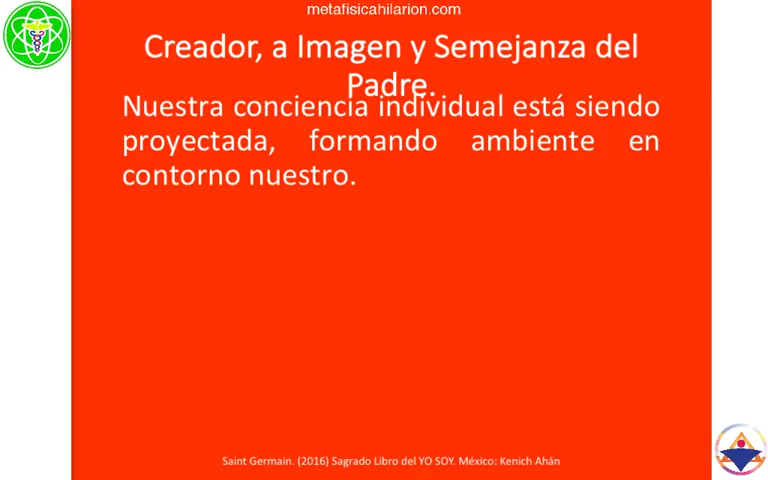 metafisicahilarion.com
Creador, a Imagen y Semejanza del
Padre.
Nuestra conciencia individual está siendo
proyectada, formando ambiente en
contorno nuestro.
Saint Germain. (2016) Sagrado Libro del YO SOY. México: Kenich Ahán